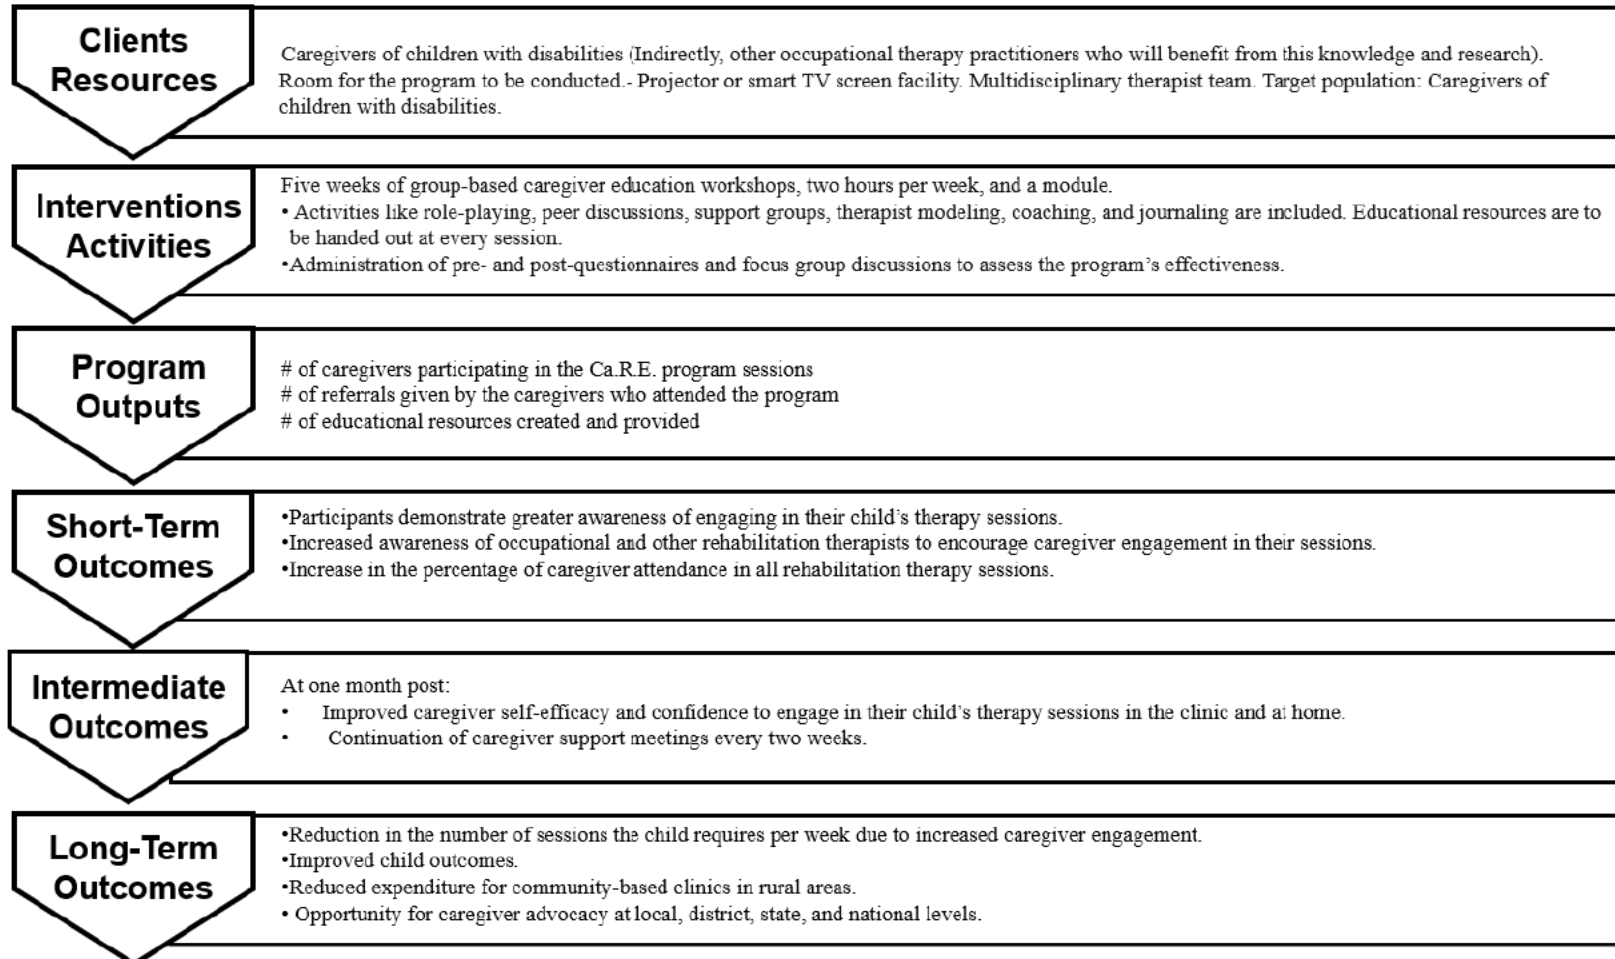 Clients
Resources
Caregivers of children with disabilities (Indirectly, other occupational therapy practitioners who will benefit from this knowledge and research).
Room for the program to be conducted.- Projector or smart TV screen facility. Multidisciplinary therapist team. Target population: Caregivers of
children with disabilities.
Interventions
Activities
Five weeks of group-based caregiver education workshops, two hours per week, and a module.
• Activities like role-playing, peer discussions, support groups, therapist modeling, coaching, and journaling are included. Educational resources are to
be handed out at every session.
•Administration of pre- and post-questionnaires and focus group discussions to assess the program's effectiveness.
Program
Outputs
# of caregivers participating in the Ca.R.E. program sessions
# of referrals given by the caregivers who attended the program
# of educational resources created and provided
Short-Term
Outcomes
•Participants demonstrate greater awareness of engaging in their child's therapy sessions.
•Increased awareness of occupational and other rehabilitation therapists to encourage caregiver engagement in their sessions.
•Increase in the percentage of caregiver attendance in all rehabilitation therapy sessions.
Intermediate
Outcomes
At one month post:
• Improved caregiver self-efficacy and confidence to engage in their child's therapy sessions in the clinic and at home.
• Continuation of caregiver support meetings every two weeks.
Long-Term
Outcomes
•Reduction in the number of sessions the child requires per week due to increased caregiver engagement.
•Improved child outcomes.
•Reduced expenditure for community-based clinics in rural areas.
• Opportunity for caregiver advocacy at local, district, state, and national levels.